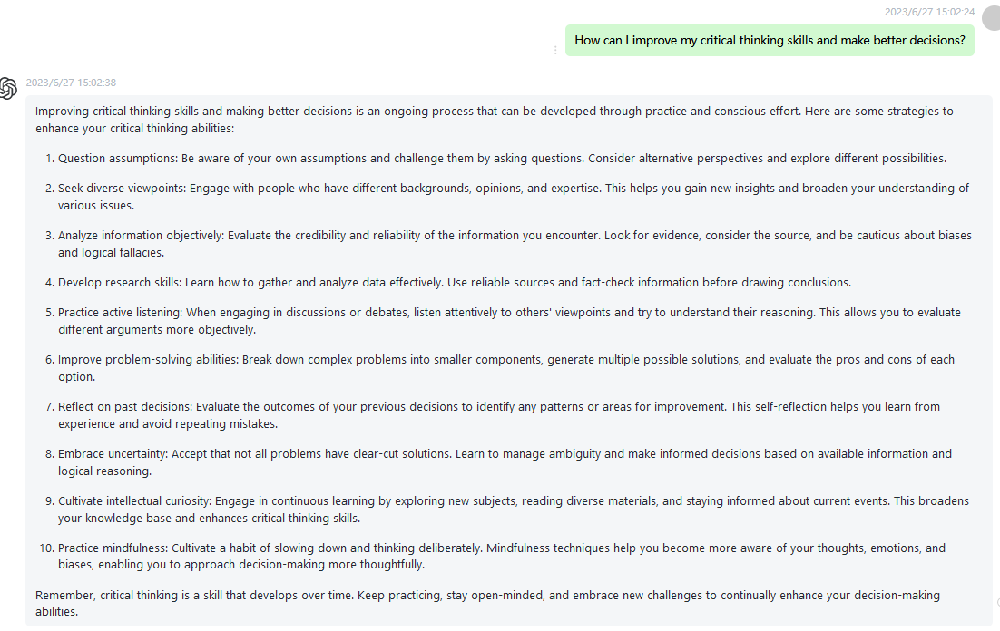 2023/6/27 15:02:24
How can I improve my critical thinking skills and make better decisions?
2023/6/27 15:02:38
Improving critical thinking skills and making better decisions is an ongoing process that can be developed through practice and conscious effort. Here are some strategies to
enhance your critical thinking abilities:
1. Question assumptions: Be aware of your own assumptions and challenge them by asking questions. Consider alternative perspectives and explore different possibilities.
2. Seek diverse viewpoints: Engage with people who have different backgrounds, opinions, and expertise. This helps you gain new insights and broaden your understanding of
various issues.
3. Analyze information objectively: Evaluate the credibility and reliability of the information you encounter. Look for evidence, consider the source, and be cautious about biases
and logical fallacies.
4. Develop research skills: Learn how to gather and analyze data effectively. Use reliable sources and fact-check information before drawing conclusions.
5. Practice active listening: When engaging in discussions or debates, listen attentively to others' viewpoints and try to understand their reasoning. This allows you to evaluate
different arguments more objectively.
6. Improve problem-solving abilities: Break down complex problems into smaller components, generate multiple possible solutions, and evaluate the pros and cons of each
option.
7. Reflect on past decisions: Evaluate the outcomes of your previous decisions to identify any patterns or areas for improvement. This self-reflection helps you learn from
experience and avoid repeating mistakes.
8. Embrace uncertainty: Accept that not all problems have clear-cut solutions. Learn to manage ambiguity and make informed decisions based on available information and
logical reasoning.
9. Cultivate intellectual curiosity: Engage in continuous learning by exploring new subjects, reading diverse materials, and staying informed about current events. This broadens
your knowledge base and enhances critical thinking skills.
10. Practice mindfulness: Cultivate a habit of slowing down and thinking deliberately. Mindfulness techniques help you become more aware of your thoughts, emotions, and
biases, enabling you to approach decision-making more thoughtfully.
Remember, critical thinking is a skill that develops over time. Keep practicing, stay open-minded, and embrace new challenges to continually enhance your decision-making
abilities.